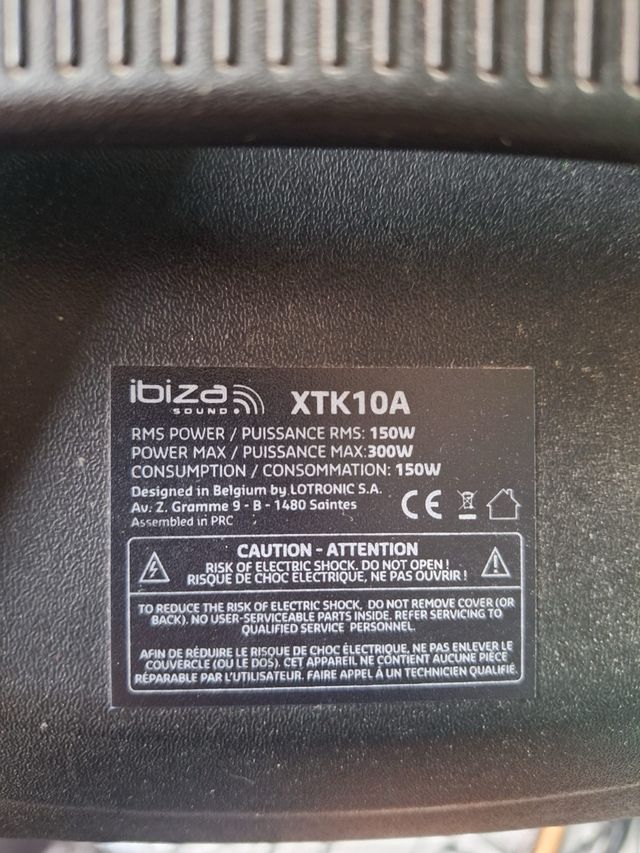 ibiza
SOUND
XTK10A
RMS POWER / PUISSANCE RMS: 150W
POWER MAX / PUISSANCE MAX:300W
CONSUMPTION / CONSOMMATION: 150W
Designed in Belgium by LOTRONIC S.A.
Av. Z. Gramme 9 - B - 1480 Saintes
Assembled in PRC
CE
CAUTION - ATTENTION
RISK OF ELECTRIC SHOCK. DO NOT OPEN !
RISQUE DE CHOC ELECTRIQUE, NE PAS OUVRIR !
TO REDUCE THE RISK OF ELECTRIC SHOCK, DO NOT REMOVE COVER (OR
BACK). NO USER-SERVICEABLE PARTS INSIDE. REFER SERVICING TO
QUALIFIED SERVICE PERSONNEL.
AFIN DE RÉDUIRE LE RISQUE DE CHOC ÉLECTRIQUE, NE PAS ENLEVER LE
COUVERCLE (OU LE DOS). CET APPAREIL NE CONTIENT AUCUNE PIÈCE
RÉPARABLE PAR L'UTILISATEUR. FAIRE APPEL À UN TECHNICIEN QUALIFIÉ.